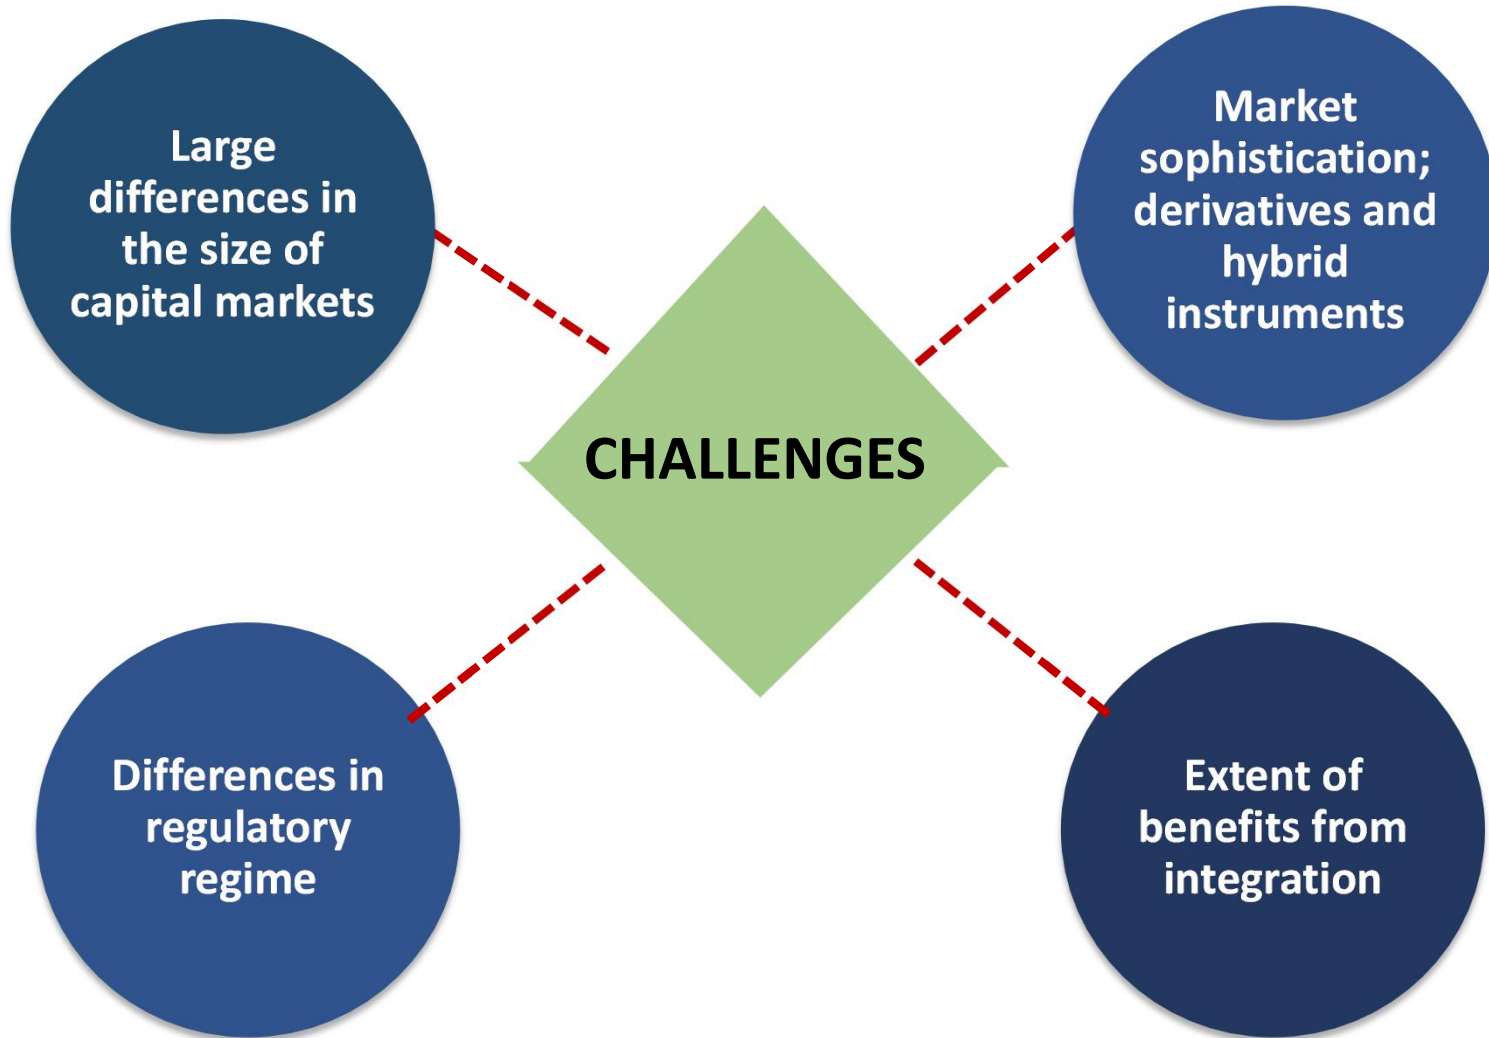 Large
differences in
the size of
capital markets
Market
sophistication;
derivatives and
hybrid
instruments
CHALLENGES
Differences in
regulatory
regime
Extent of
benefits from
integration